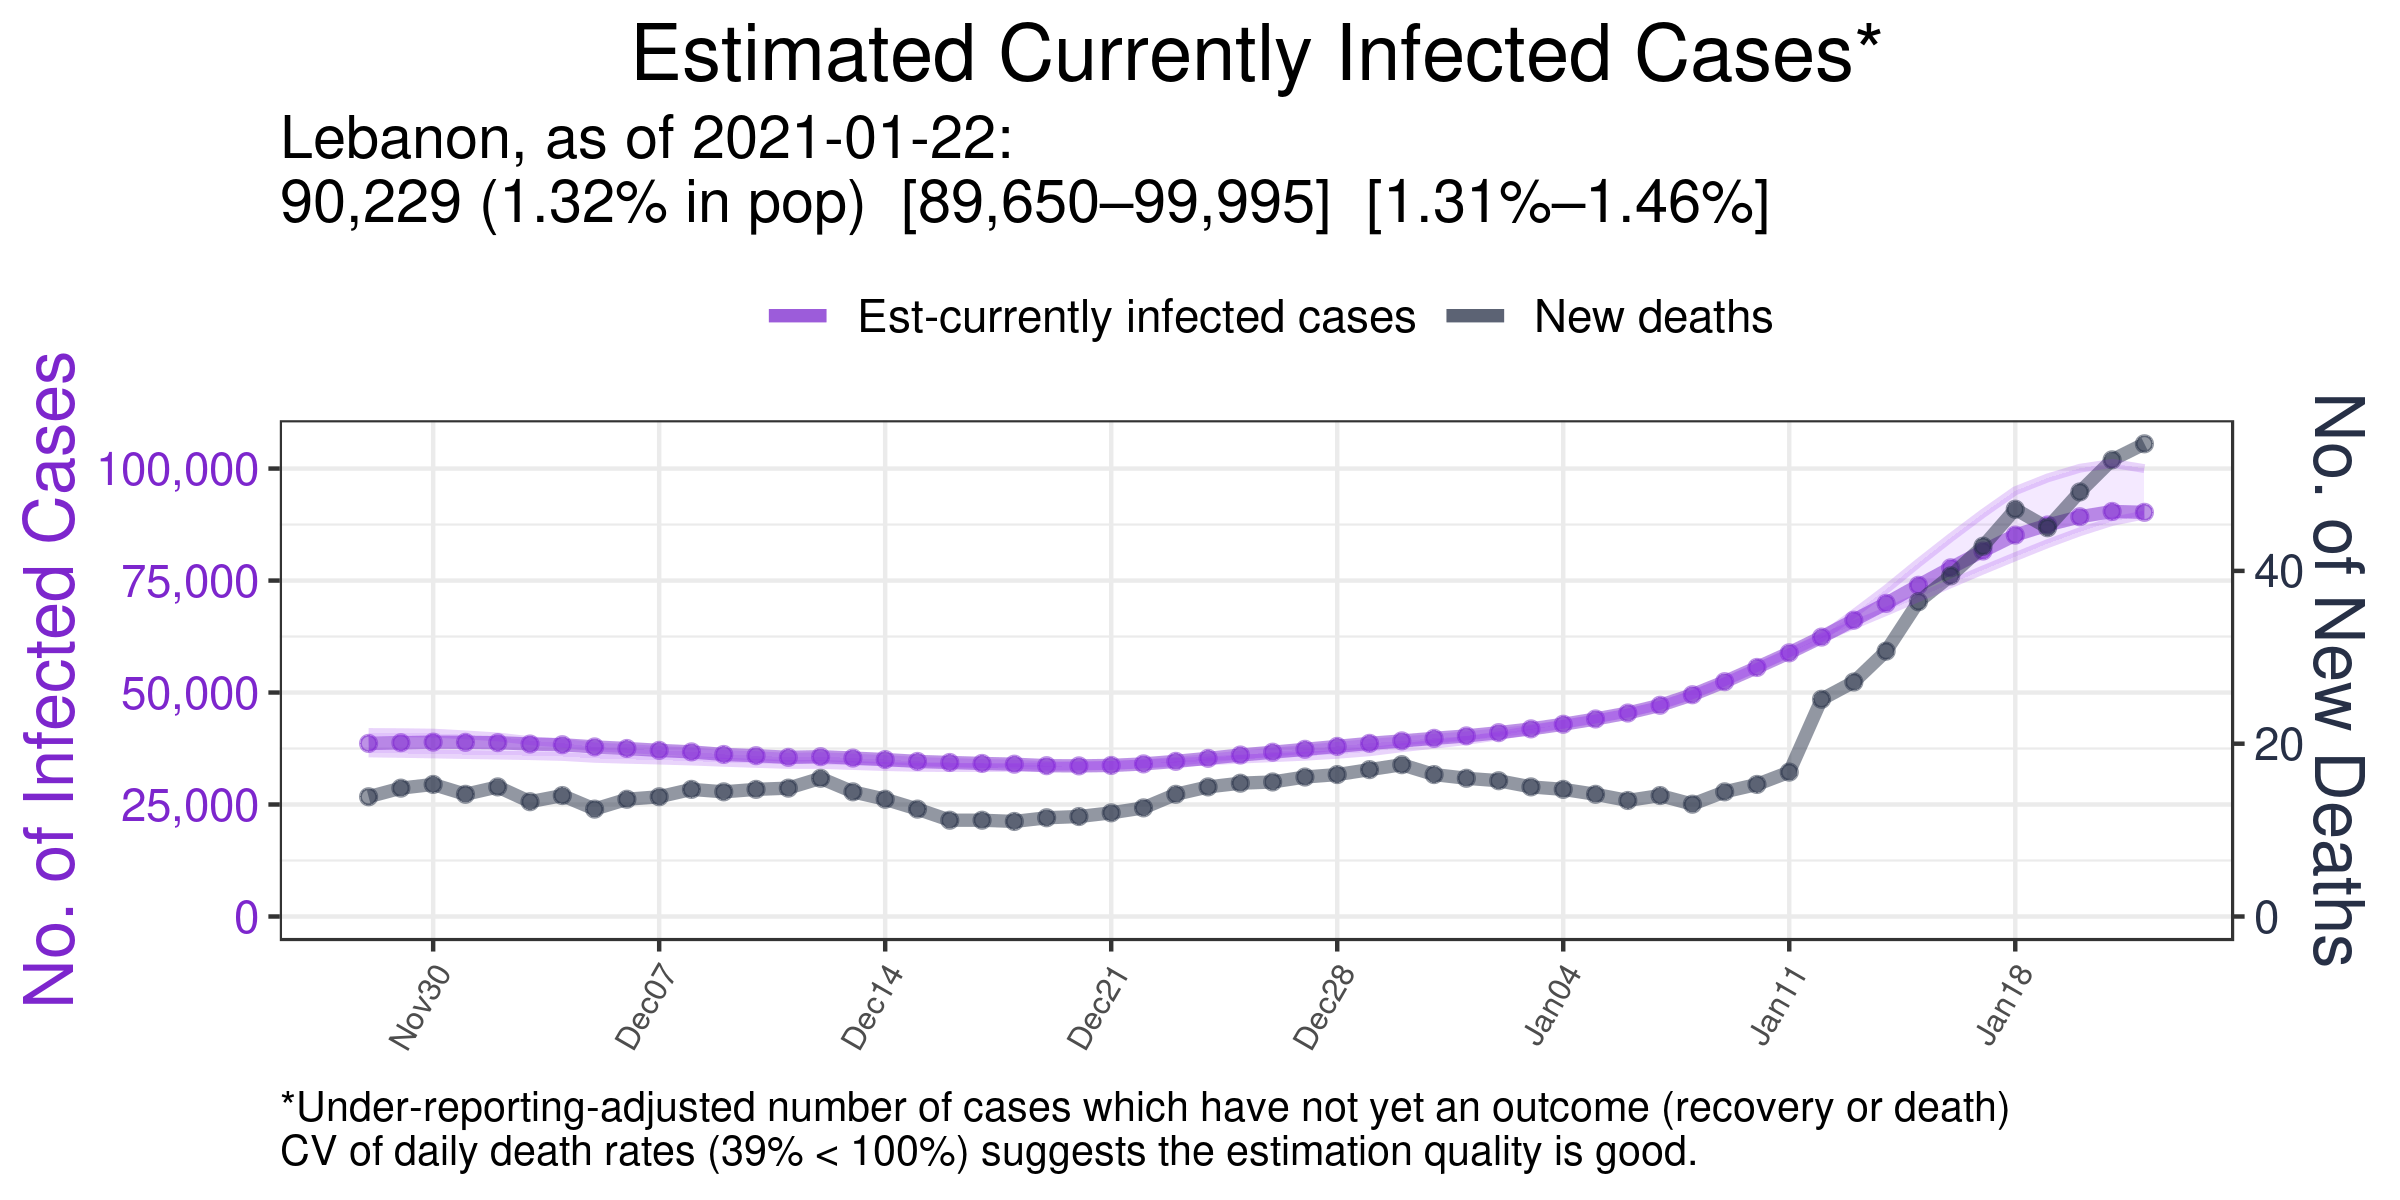 Estimated Currently Infected Cases*
Lebanon, as of 2021-01-22:
90,229 (1.32% in pop)  [89,650–99,995]  [1.31%–1.46%]
Est-currently infected cases
New deaths
No. of Infected Cases
100,000
75,000
50,000
25,000
0
No. of New Deaths
40
20
0
Nov30
Dec07
Dec14
Dec21
Dec28
Jan04
Jan11
Jan18
*Under-reporting-adjusted number of cases which have not yet an outcome (recovery or death)
CV of daily death rates (39% < 100%) suggests the estimation quality is good.